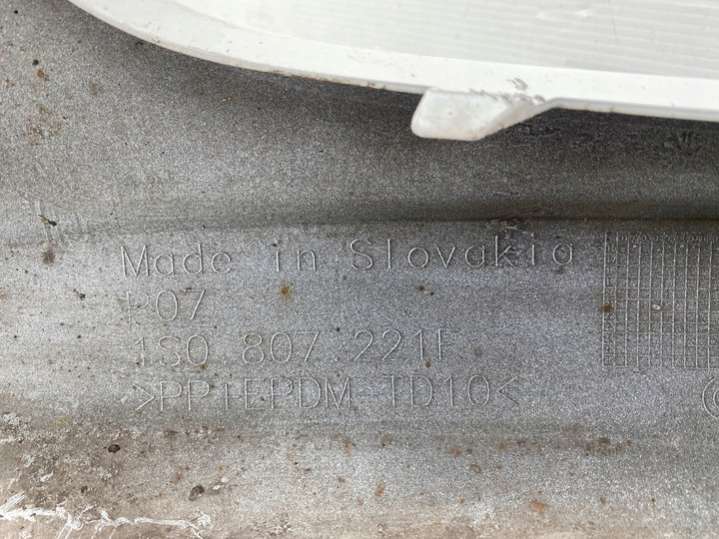 Made in Slovakia
P07
1S0 807 221F
>PP+EPDM-TD10<